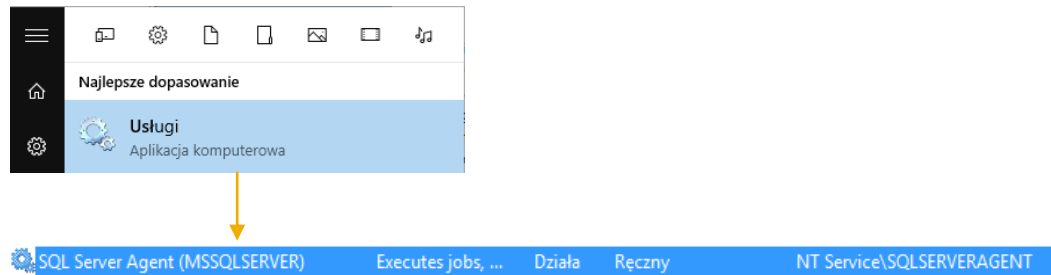 Najlepsze dopasowanie
Usługi
Aplikacja komputerowa
SQL Server Agent (MSSQLSERVER) Executes jobs, ... Działa Ręczny NT Service\SQLSERVERAGENT